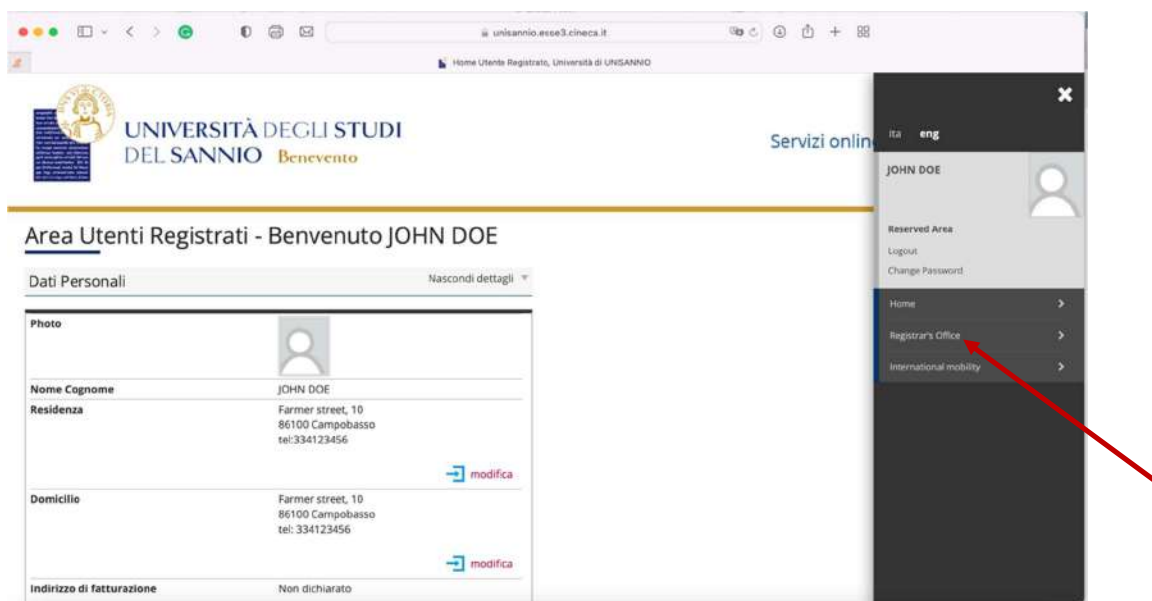 unisannio.esse3.cineca.it
Home Utente Registrato, Università di UNISANNIO
UNIVERSITÀ DEGLI STUDI
DEL SANNIO Benevento
Servizi onlin
ita eng
JOHN DOE
Reserved Area
Logout
Change Password
Home
Registrar's Office
International mobility
Area Utenti Registrati - Benvenuto JOHN DOE
Dati Personali Nascondi dettagli
Photo
Nome Cognome JOHN DOE
Residenza Farmer street, 10
86100 Campobasso
tel:334123456
modifica
Domicilio Farmer street, 10
86100 Campobasso
tel: 334123456
modifica
Indirizzo di fatturazione Non dichiarato